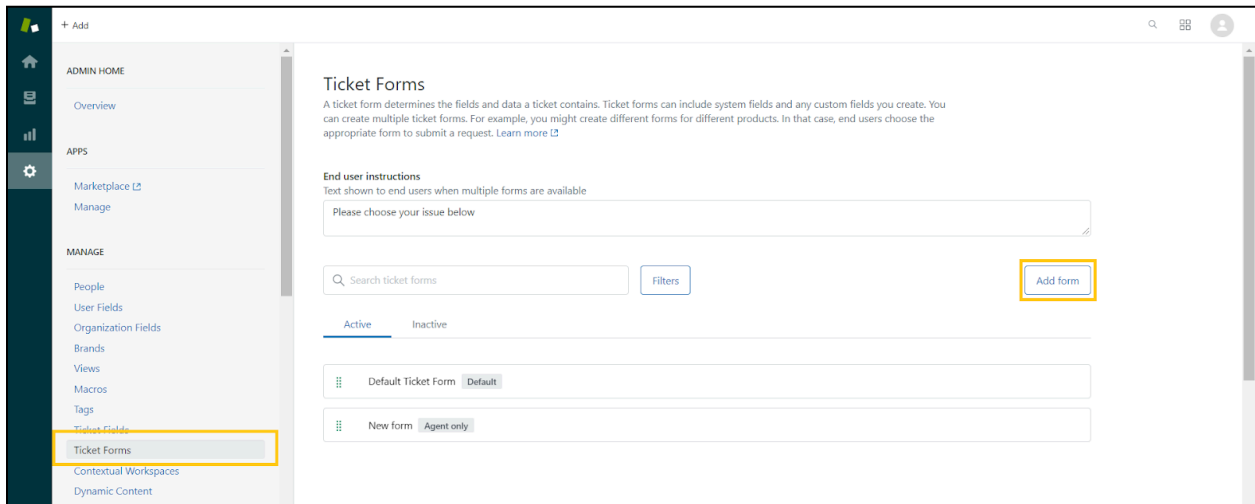 + Add
ADMIN HOME
Overview
APPS
Marketplace
Manage
MANAGE
People
User Fields
Organization Fields
Brands
Views
Macros
Tags
Ticket Fields
Ticket Forms
Contextual Workspaces
Dynamic Content
Ticket Forms
A ticket form determines the fields and data a ticket contains. Ticket forms can include system fields and any custom fields you create. You
can create multiple ticket forms. For example, you might create different forms for different products. In that case, end users choose the
appropriate form to submit a request. Learn more
End user instructions
Text shown to end users when multiple forms are available
Please choose your issue below
Search ticket forms
Filters
Add form
Active Inactive
Default Ticket Form Default
New form Agent only